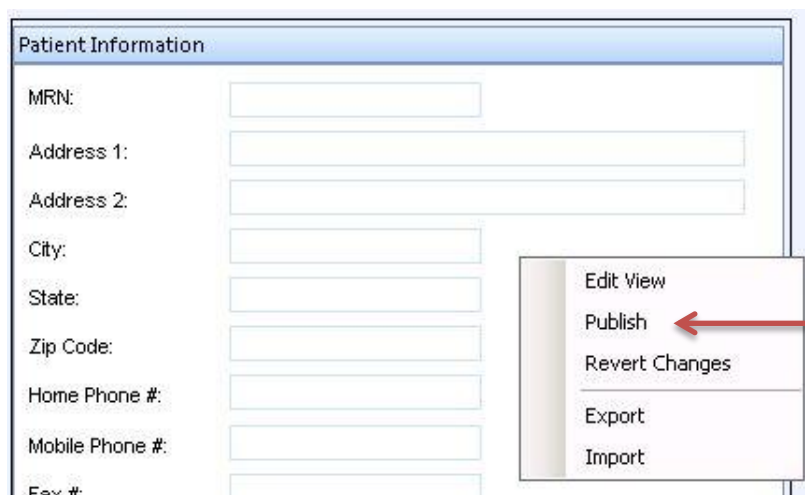 Patient Information
MRN:
Address 1:
Address 2:
City:
State:
Zip Code:
Home Phone #:
Mobile Phone #:
Fax #:
Edit View
Publish
Revert Changes
Export
Import